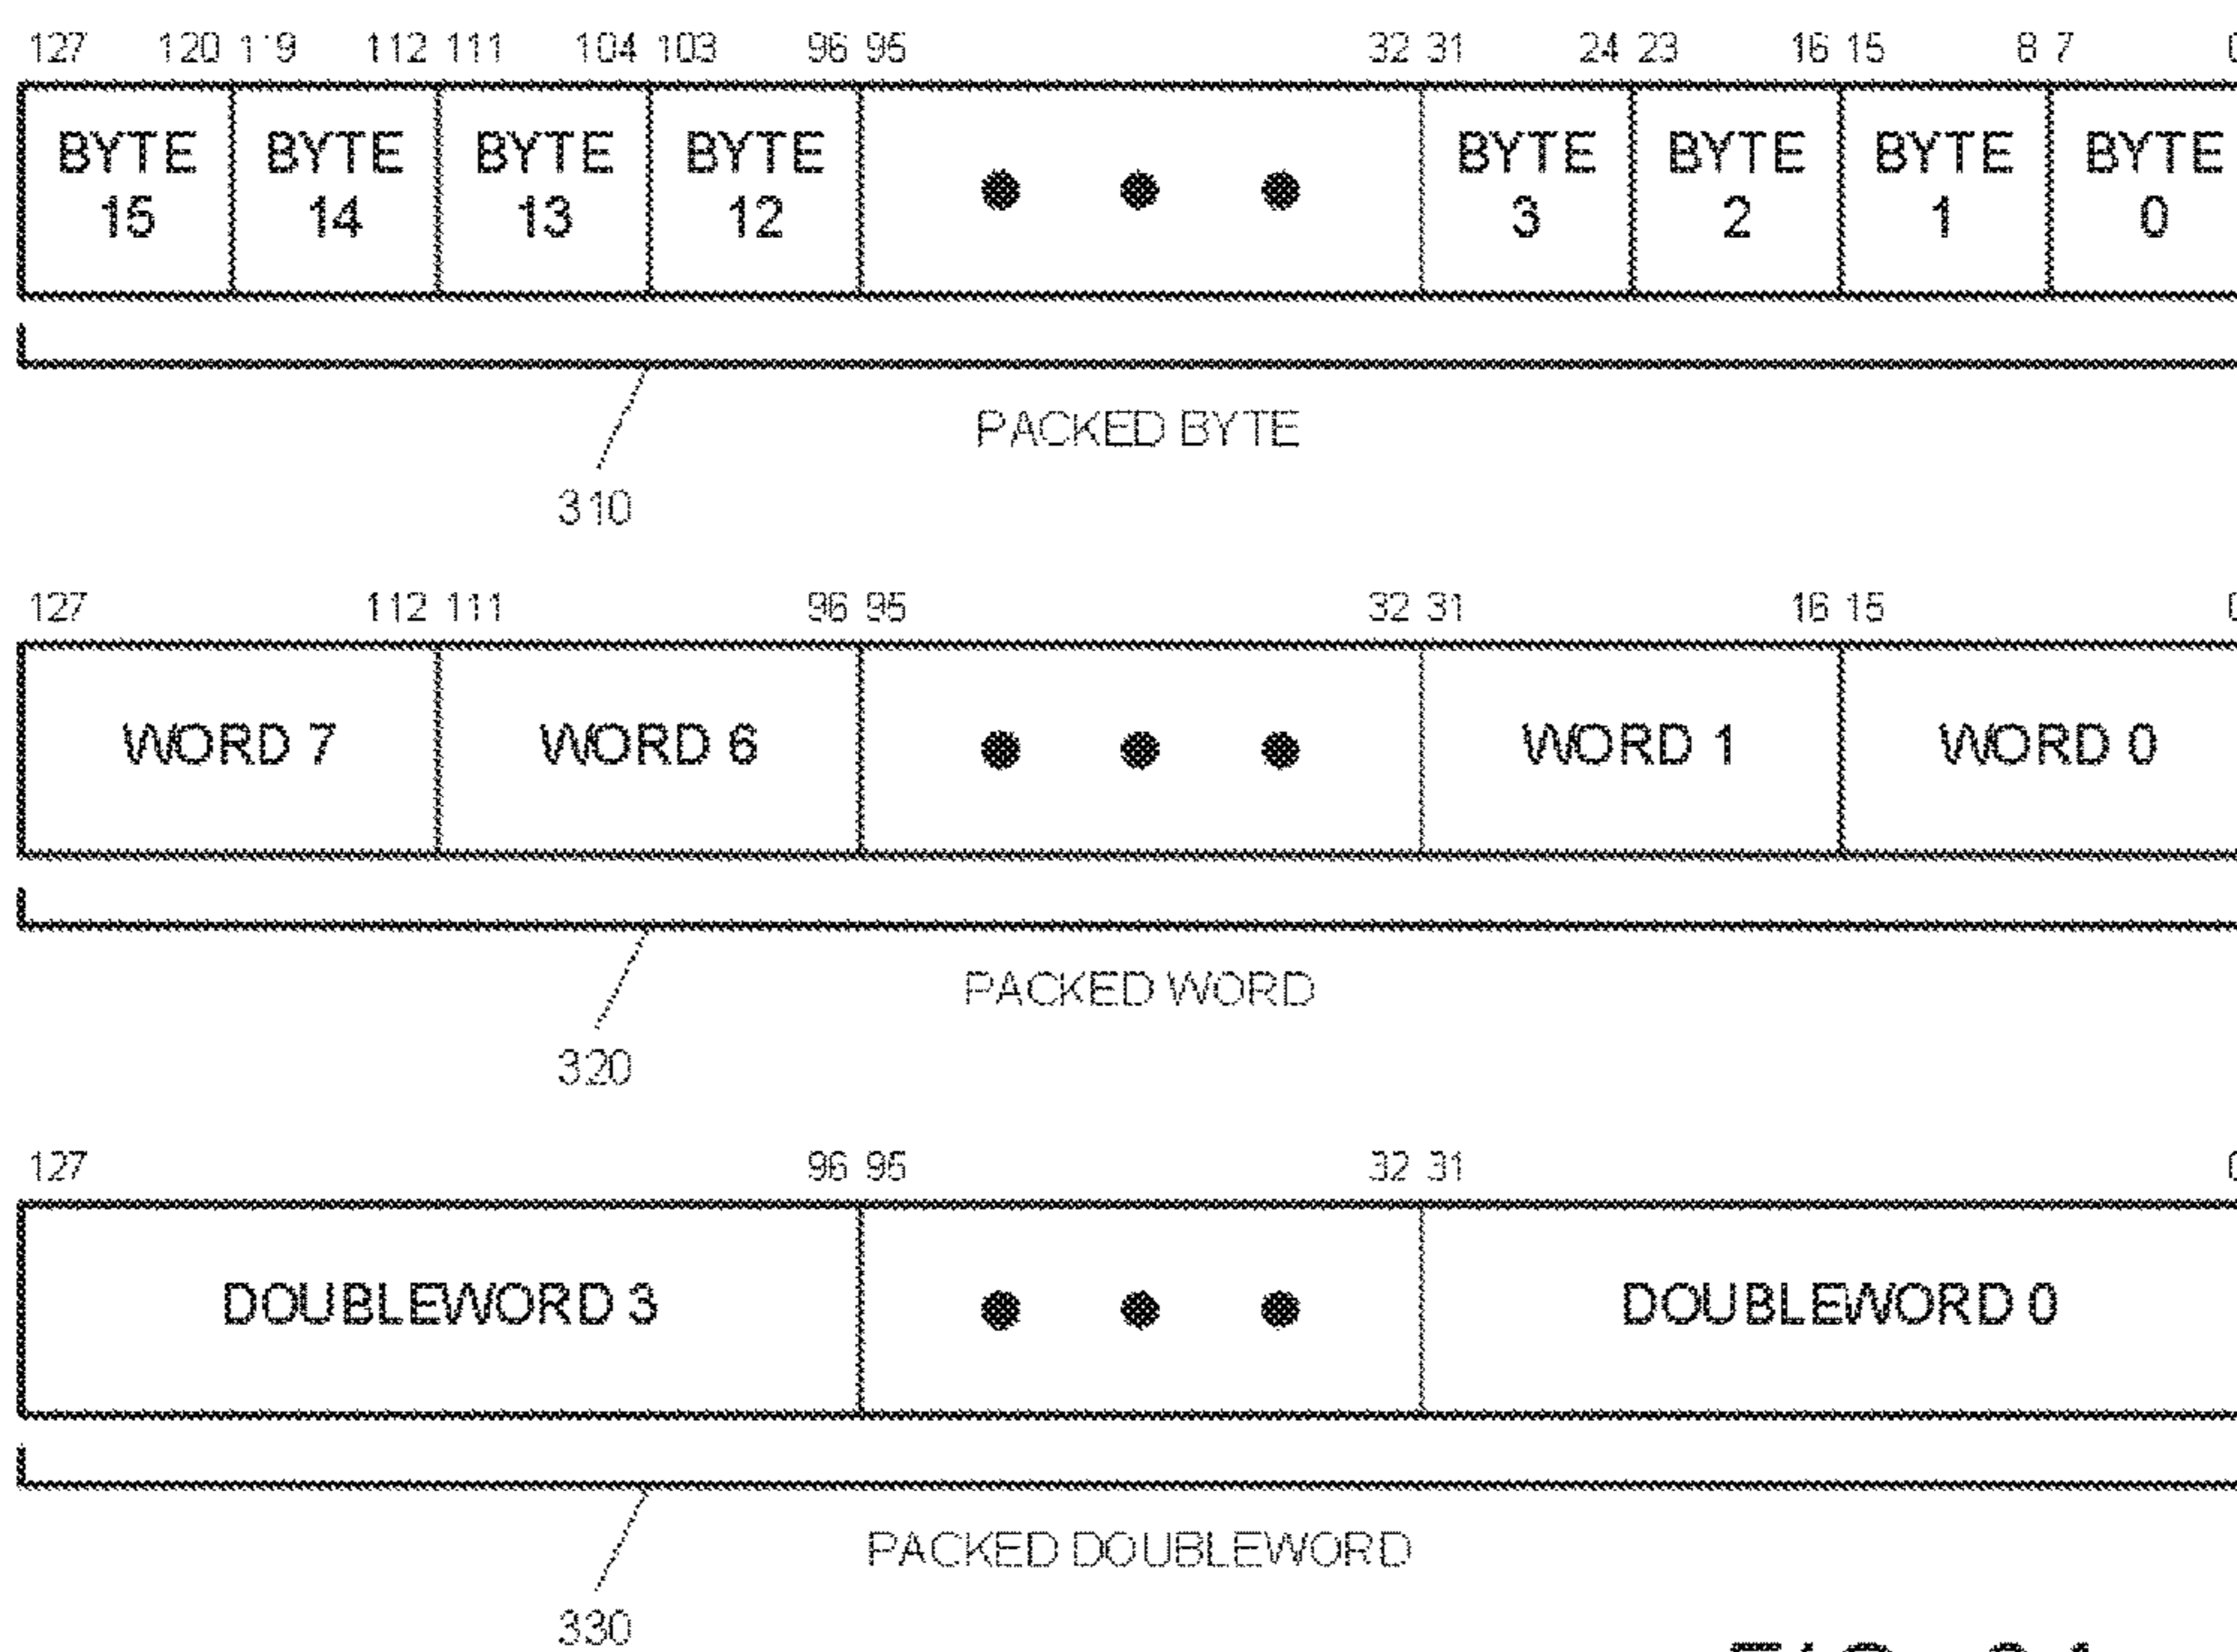 127 120 119 112 111 104 103 96 95 32 31 24 23 16 15 8 7 0
BYTE 15 BYTE 14 BYTE 13 BYTE 12 BYTE 3 BYTE 2 BYTE 1 BYTE 0
PACKED BYTE
310
127 112 111 96 95 32 31 16 15 0
WORD 7 WORD 6 WORD 1 WORD 0
PACKED WORD
320
127 96 95 32 31 0
DOUBLEWORD 3 DOUBLEWORD 0
PACKED DOUBLEWORD
330